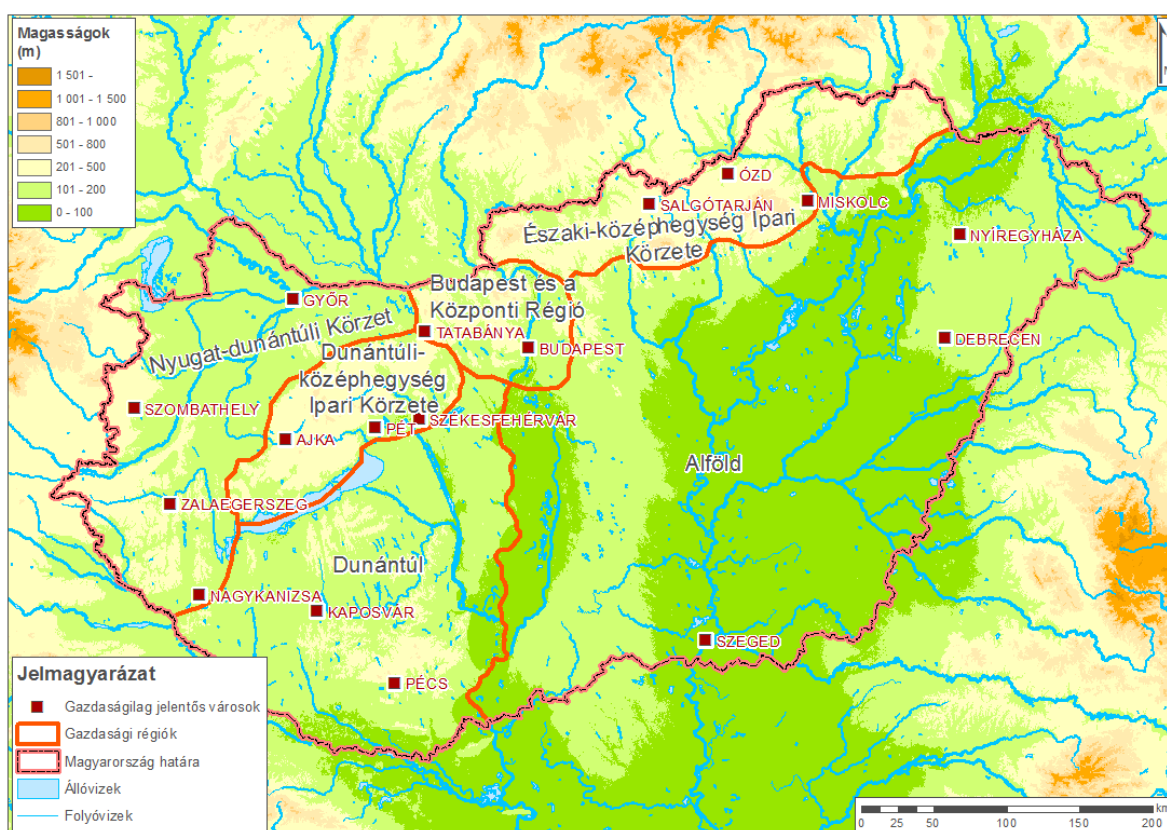 Magasságok
(m)
1 501 -
1 001 - 1 500
801 - 1 000
501 - 800
201 - 500
101 - 200
0 - 100
ÓZD
SALGÓTARJÁN
MISKOLC
Északi-középhegység Ipari
Körzete
NYÍREGYHÁZA
Budapest és a
Központi Régió
GYŐR
Nyugat-dunántúli Körzet
TATABÁNYA
BUDAPEST
DEBRECEN
Dunántúli-
középhegység
Ipari Körzete
SZOMBATHELY
SZÉKESFEHÉRVÁR
PÉT
AJKA
Alföld
ZALAEGERSZEG
Dunántúl
NAGYKANIZSA
KAPOSVÁR
SZEGED
PÉCS
Jelmagyarázat
Gazdaságilag jelentős városok
Gazdasági régiók
Magyarország határa
Állóvizek
Folyóvizek
km
0 25 50 100 150 200